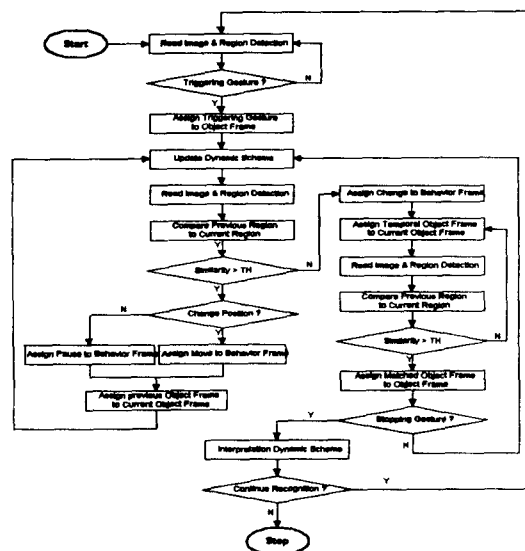 Start
Read Image & Region Detection
Triggering Gesture ?
N
Y
Assign Triggering Gesture
to Object Frame
Update Dynamic Scheme
Read Image & Region Detection
Compare Previous Region
to Current Region
Similarity > TH
N
Y
Change Position ?
N
Y
Assign Pause to Behavior Frame
Assign Move to Behavior Frame
Assign previous Object Frame
to Current Object Frame
Assign Change to Behavior Frame
Assign Temporal Object Frame
to Current Object Frame
Read Image & Region Detection
Compare Previous Region
to Current Region
Similarity > TH
N
Y
Assign Matched Object Frame
to Object Frame
Stopping Gesture ?
Y
N
Interpretation Dynamic Scheme
Continue Recognition ?
Y
N
Stop